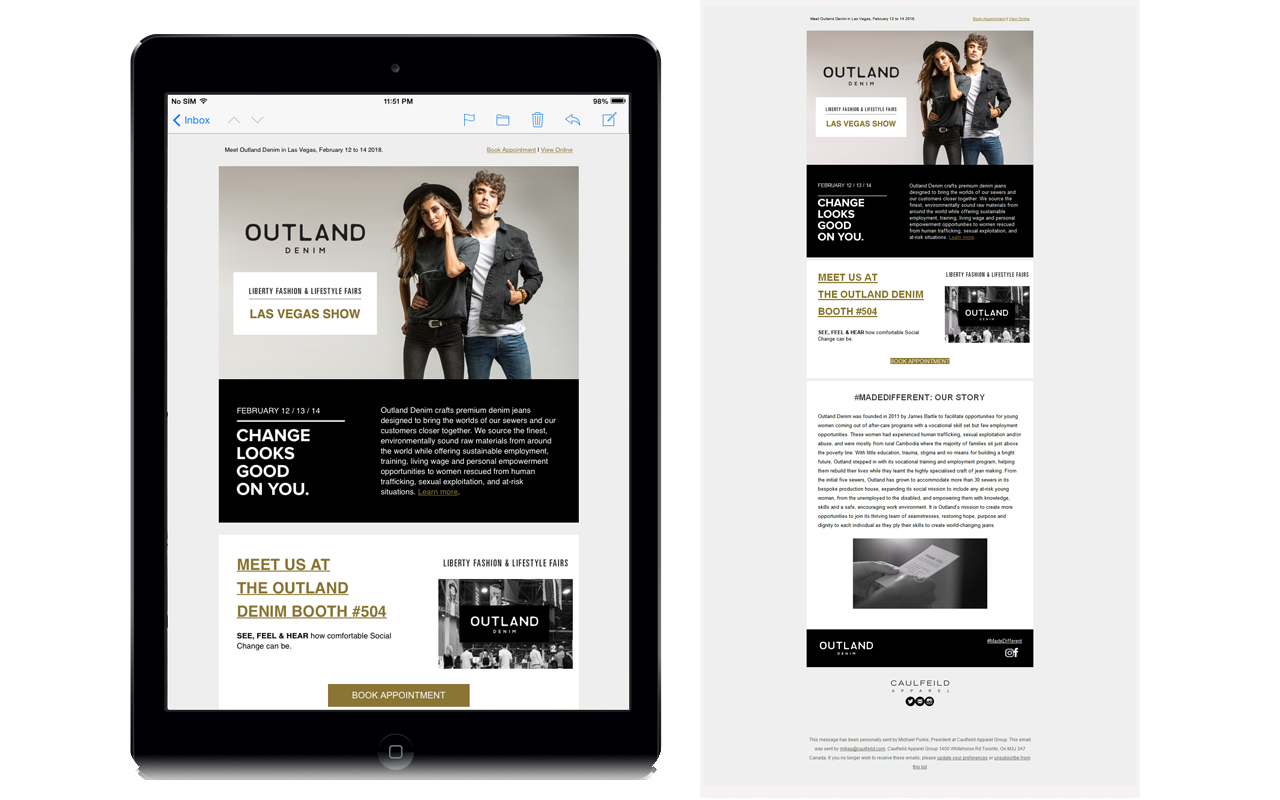 No SIM
11:51 PM
98%
Inbox
Meet Outland Denim in Las Vegas, February 12 to 14 2018.
Book Appointment | View Online
OUTLAND
DENIM
LIBERTY FASHION & LIFESTYLE FAIRS
LAS VEGAS SHOW
FEBRUARY 12 / 13 / 14
CHANGE
LOOKS
GOOD
ON YOU.
Outland Denim crafts premium denim jeans
designed to bring the worlds of our sewers and our
customers closer together. We source the finest,
environmentally sound raw materials from around
the world while offering sustainable employment,
training, living wage and personal empowerment
opportunities to women rescued from human
trafficking, sexual exploitation, and at-risk
situations. Learn more.
MEET US AT
THE OUTLAND
DENIM BOOTH #504
SEE, FEEL & HEAR how comfortable Social
Change can be.
LIBERTY FASHION & LIFESTYLE FAIRS
OUTLAND
DENIM
BOOK APPOINTMENT
Meet Outland Denim in Las Vegas, February 12 to 14 2018.
Book Appointment | View Online
OUTLAND
DENIM
LIBERTY FASHION & LIFESTYLE FAIRS
LAS VEGAS SHOW
FEBRUARY 12 / 13 / 14
CHANGE
LOOKS
GOOD
ON YOU.
Outland Denim crafts premium denim jeans
designed to bring the worlds of our sewers and
our customers closer together. We source the
finest, environmentally sound raw materials from
around the world while offering sustainable
employment, training, living wage and personal
empowerment opportunities to women rescued
from human trafficking, sexual exploitation, and
at-risk situations. Learn more.
MEET US AT
THE OUTLAND DENIM
BOOTH #504
SEE, FEEL & HEAR how comfortable Social
Change can be.
LIBERTY FASHION & LIFESTYLE FAIRS
OUTLAND
DENIM
BOOK APPOINTMENT
#MADEDIFFERENT: OUR STORY
Outland Denim was founded in 2011 by James Bartle to facilitate opportunities for young
women coming out of after-care programs with a vocational skill set but few employment
opportunities. These women had experienced human trafficking, sexual exploitation and/or
abuse, and were mostly from rural Cambodia where the majority of families sit just above
the poverty line. With little education, trauma, stigma and no means for building a bright
future, Outland stepped in with its vocational training and employment program, helping
them rebuild their lives while they learnt the highly specialised craft of jean making. From
the initial five sewers, Outland has grown to accommodate more than 30 sewers in its
bespoke production house, expanding its social mission to include any at-risk young
woman, from the unemployed to the disabled, and empowering them with knowledge,
skills and a safe, encouraging work environment. It is Outland's mission to create more
opportunities to join its thriving team of seamstresses, restoring hope, purpose and
dignity to each individual as they ply their skills to create world-changing jeans.
THANK YOU
OUTLAND
DENIM
#MadeDifferent
CAULFEILD
APPAREL
This message has been personally sent by Michael Purkis, President at Caulfeild Apparel Group. This email
was sent by mikep@caulfeild.com. Caulfeild Apparel Group 1400 Whitehorse Rd Toronto, On M3J 3A7
Canada. If you no longer wish to receive these emails, please update your preferences or unsubscribe from
this list